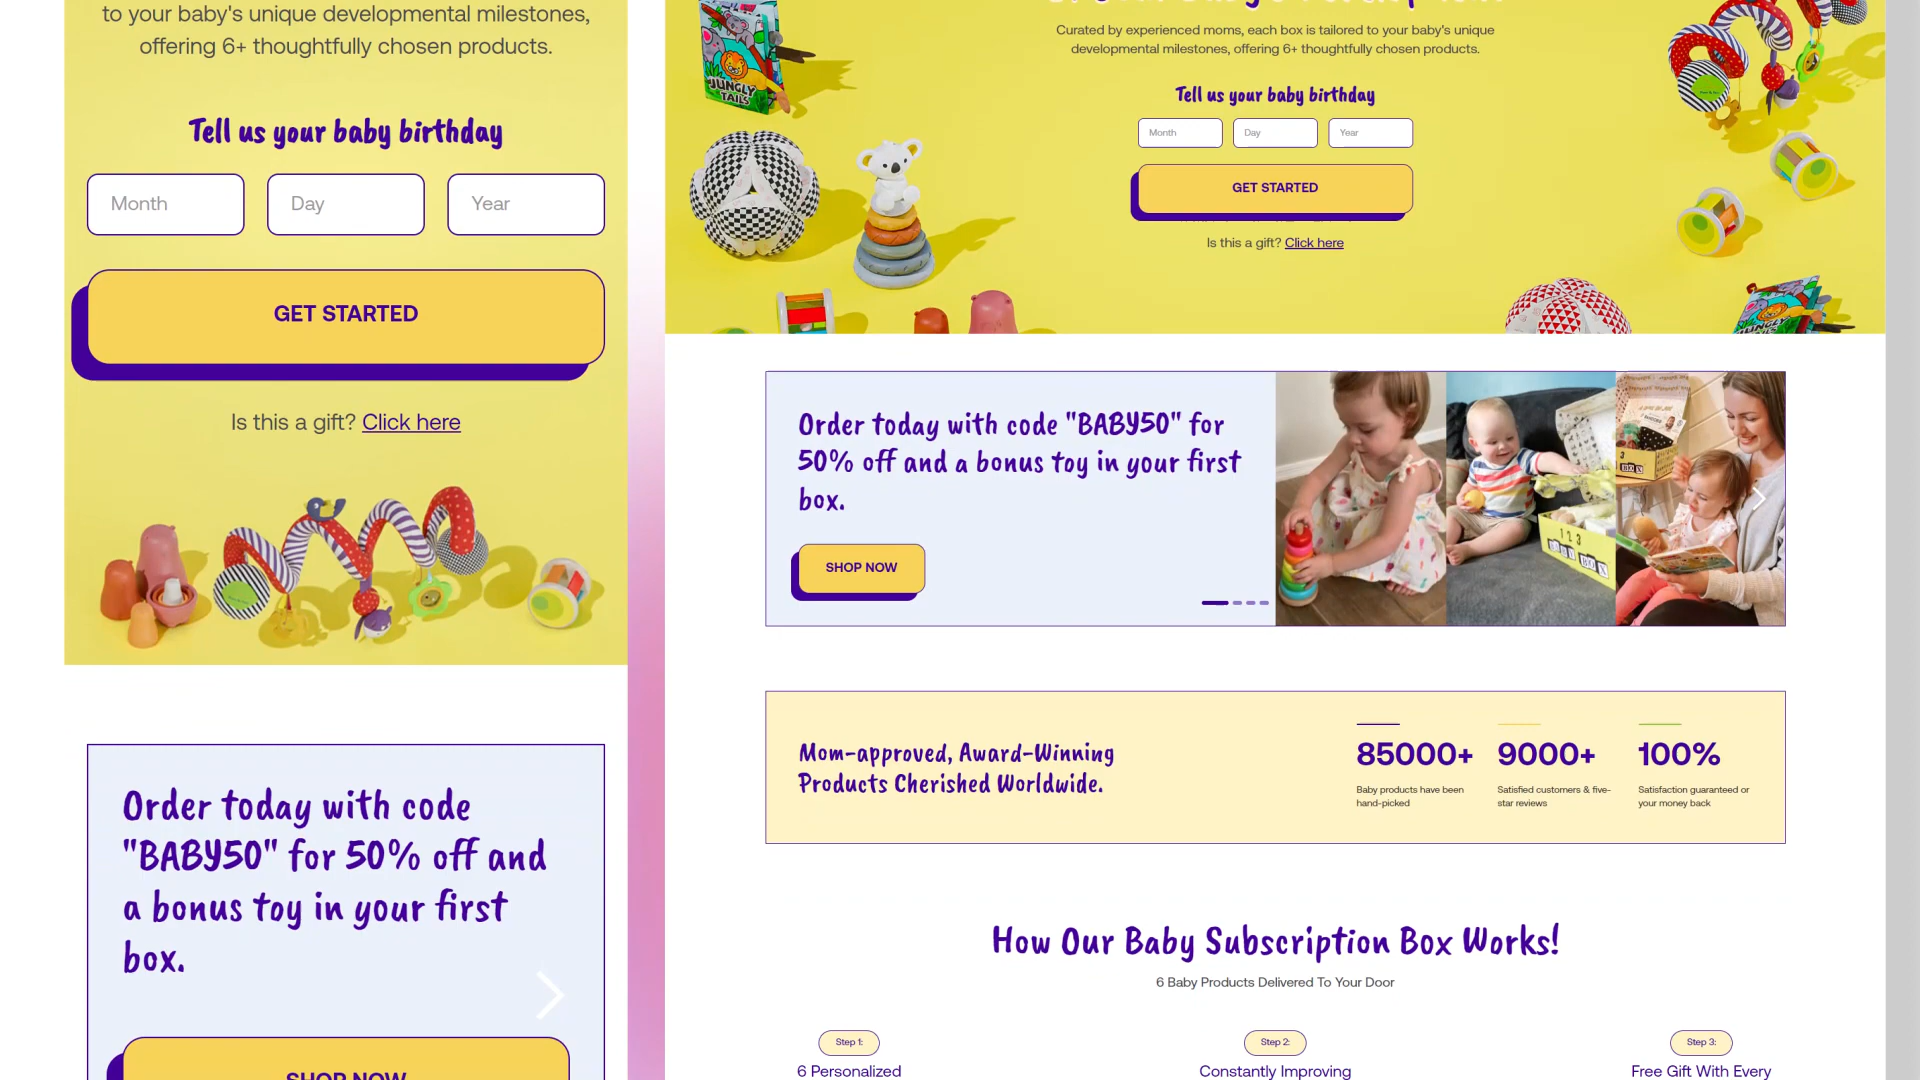 to your baby's unique developmental milestones,
offering 6+ thoughtfully chosen products.
Tell us your baby birthday
Month
Day
Year
GET STARTED
Is this a gift? Click here
Order today with code
"BABY50" for 50% off and
a bonus toy in your first
box.
SHOP NOW
Curated by experienced moms, each box is tailored to your baby's unique
developmental milestones, offering 6+ thoughtfully chosen products.
Tell us your baby birthday
Month
Day
Year
GET STARTED
Is this a gift? Click here
JUNGLY
TAILS
Order today with code "BABY50" for
50% off and a bonus toy in your first
box.
SHOP NOW
Mom-approved, Award-Winning
Products Cherished Worldwide.
85000+
Baby products have been
hand-picked
9000+
Satisfied customers & five-
star reviews
100%
Satisfaction guaranteed or
your money back
How Our Baby Subscription Box Works!
6 Baby Products Delivered To Your Door
Step 1:
6 Personalized
Step 2:
Constantly Improving
Step 3:
Free Gift With Every